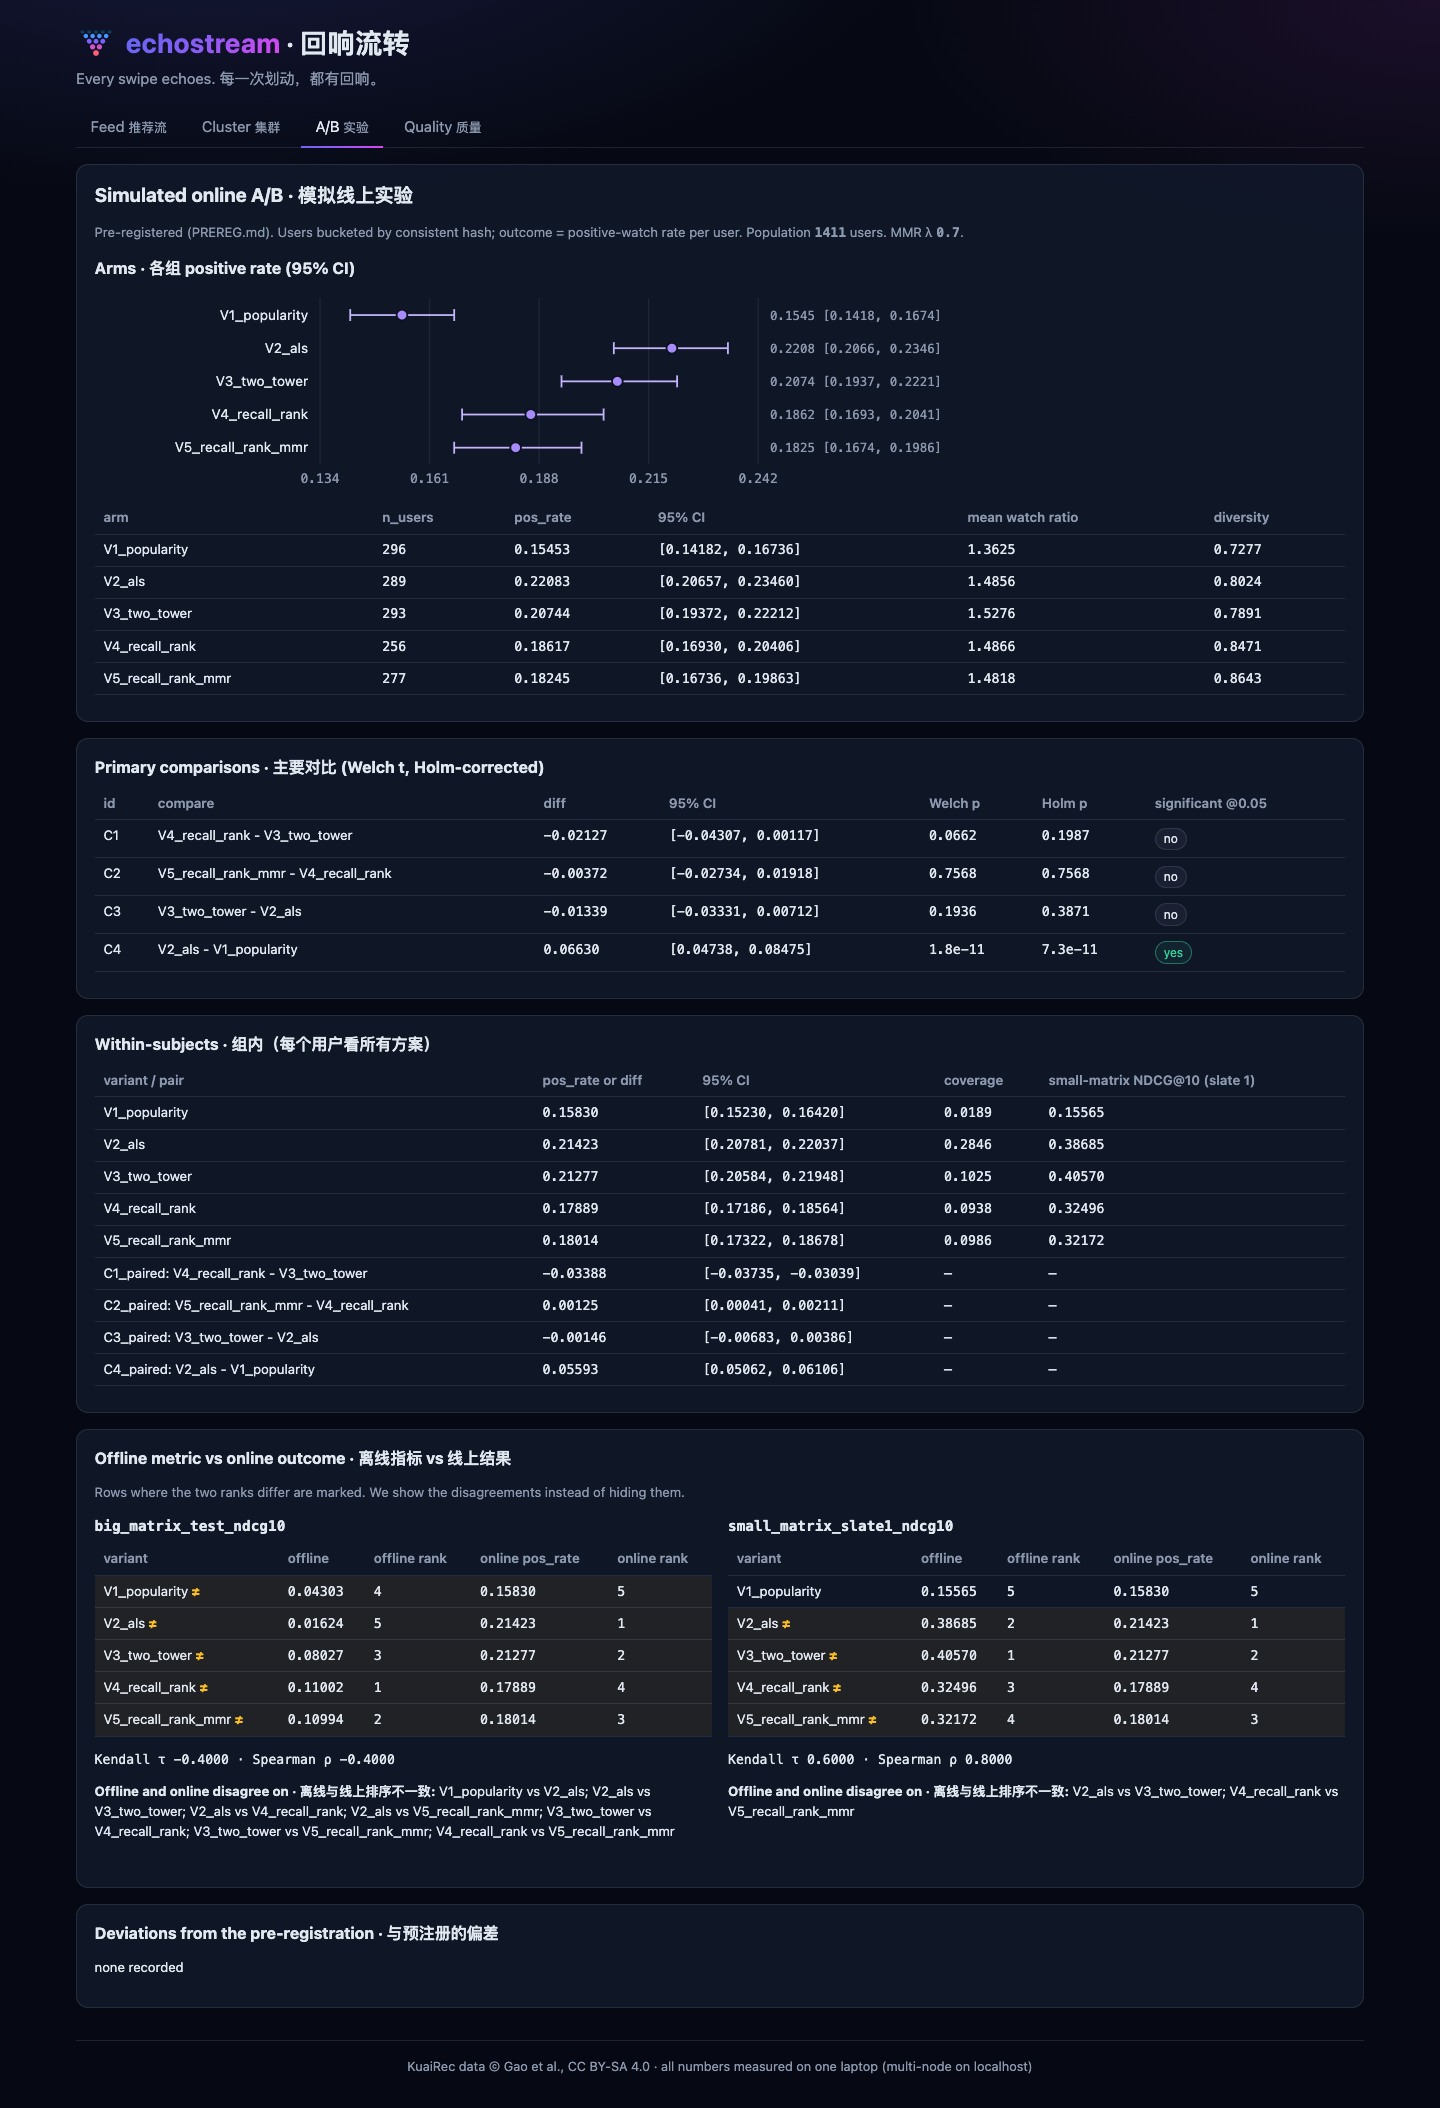 echostream · 回响流转
Every swipe echoes. 每一次划动，都有回响。
Feed 推荐流 Cluster 集群 A/B 实验 Quality 质量
Simulated online A/B · 模拟线上实验
Pre-registered (PREREG.md). Users bucketed by consistent hash; outcome = positive-watch rate per user. Population 1411 users. MMR λ 0.7.
Arms · 各组 positive rate (95% CI)
V1_popularity 0.1545 [0.1418, 0.1674]
V2_als 0.2208 [0.2066, 0.2346]
V3_two_tower 0.2074 [0.1937, 0.2221]
V4_recall_rank 0.1862 [0.1693, 0.2041]
V5_recall_rank_mmr 0.1825 [0.1674, 0.1986]
0.134 0.161 0.188 0.215 0.242
arm n_users pos_rate 95% CI mean watch ratio diversity
V1_popularity 296 0.15453 [0.14182, 0.16736] 1.3625 0.7277
V2_als 289 0.22083 [0.20657, 0.23460] 1.4856 0.8024
V3_two_tower 293 0.20744 [0.19372, 0.22212] 1.5276 0.7891
V4_recall_rank 256 0.18617 [0.16930, 0.20406] 1.4866 0.8471
V5_recall_rank_mmr 277 0.18245 [0.16736, 0.19863] 1.4818 0.8643
Primary comparisons · 主要对比 (Welch t, Holm-corrected)
id compare diff 95% CI Welch p Holm p significant @0.05
C1 V4_recall_rank - V3_two_tower −0.02127 [−0.04307, 0.00117] 0.0662 0.1987 no
C2 V5_recall_rank_mmr - V4_recall_rank −0.00372 [−0.02734, 0.01918] 0.7568 0.7568 no
C3 V3_two_tower - V2_als −0.01339 [−0.03331, 0.00712] 0.1936 0.3871 no
C4 V2_als - V1_popularity 0.06630 [0.04738, 0.08475] 1.8e−11 7.3e−11 yes
Within-subjects · 组内（每个用户看所有方案）
variant / pair pos_rate or diff 95% CI coverage small-matrix NDCG@10 (slate 1)
V1_popularity 0.15830 [0.15230, 0.16420] 0.0189 0.15565
V2_als 0.21423 [0.20781, 0.22037] 0.2846 0.38685
V3_two_tower 0.21277 [0.20584, 0.21948] 0.1025 0.40570
V4_recall_rank 0.17889 [0.17186, 0.18564] 0.0938 0.32496
V5_recall_rank_mmr 0.18014 [0.17322, 0.18678] 0.0986 0.32172
C1_paired: V4_recall_rank - V3_two_tower −0.03388 [−0.03735, −0.03039] — —
C2_paired: V5_recall_rank_mmr - V4_recall_rank 0.00125 [0.00041, 0.00211] — —
C3_paired: V3_two_tower - V2_als −0.00146 [−0.00683, 0.00386] — —
C4_paired: V2_als - V1_popularity 0.05593 [0.05062, 0.06106] — —
Offline metric vs online outcome · 离线指标 vs 线上结果
Rows where the two ranks differ are marked. We show the disagreements instead of hiding them.
big_matrix_test_ndcg10
variant offline offline rank online pos_rate online rank
V1_popularity ≠ 0.04303 4 0.15830 5
V2_als ≠ 0.01624 5 0.21423 1
V3_two_tower ≠ 0.08027 3 0.21277 2
V4_recall_rank ≠ 0.11002 1 0.17889 4
V5_recall_rank_mmr ≠ 0.10994 2 0.18014 3
Kendall τ −0.4000 · Spearman ρ −0.4000
Offline and online disagree on · 离线与线上排序不一致: V1_popularity vs V2_als; V2_als vs
V3_two_tower; V2_als vs V4_recall_rank; V2_als vs V5_recall_rank_mmr; V3_two_tower vs
V4_recall_rank; V3_two_tower vs V5_recall_rank_mmr; V4_recall_rank vs V5_recall_rank_mmr
small_matrix_slate1_ndcg10
variant offline offline rank online pos_rate online rank
V1_popularity 0.15565 5 0.15830 5
V2_als ≠ 0.38685 2 0.21423 1
V3_two_tower ≠ 0.40570 1 0.21277 2
V4_recall_rank ≠ 0.32496 3 0.17889 4
V5_recall_rank_mmr ≠ 0.32172 4 0.18014 3
Kendall τ 0.6000 · Spearman ρ 0.8000
Offline and online disagree on · 离线与线上排序不一致: V2_als vs V3_two_tower; V4_recall_rank vs
V5_recall_rank_mmr
Deviations from the pre-registration · 与预注册的偏差
none recorded
KuaiRec data © Gao et al., CC BY-SA 4.0 · all numbers measured on one laptop (multi-node on localhost)